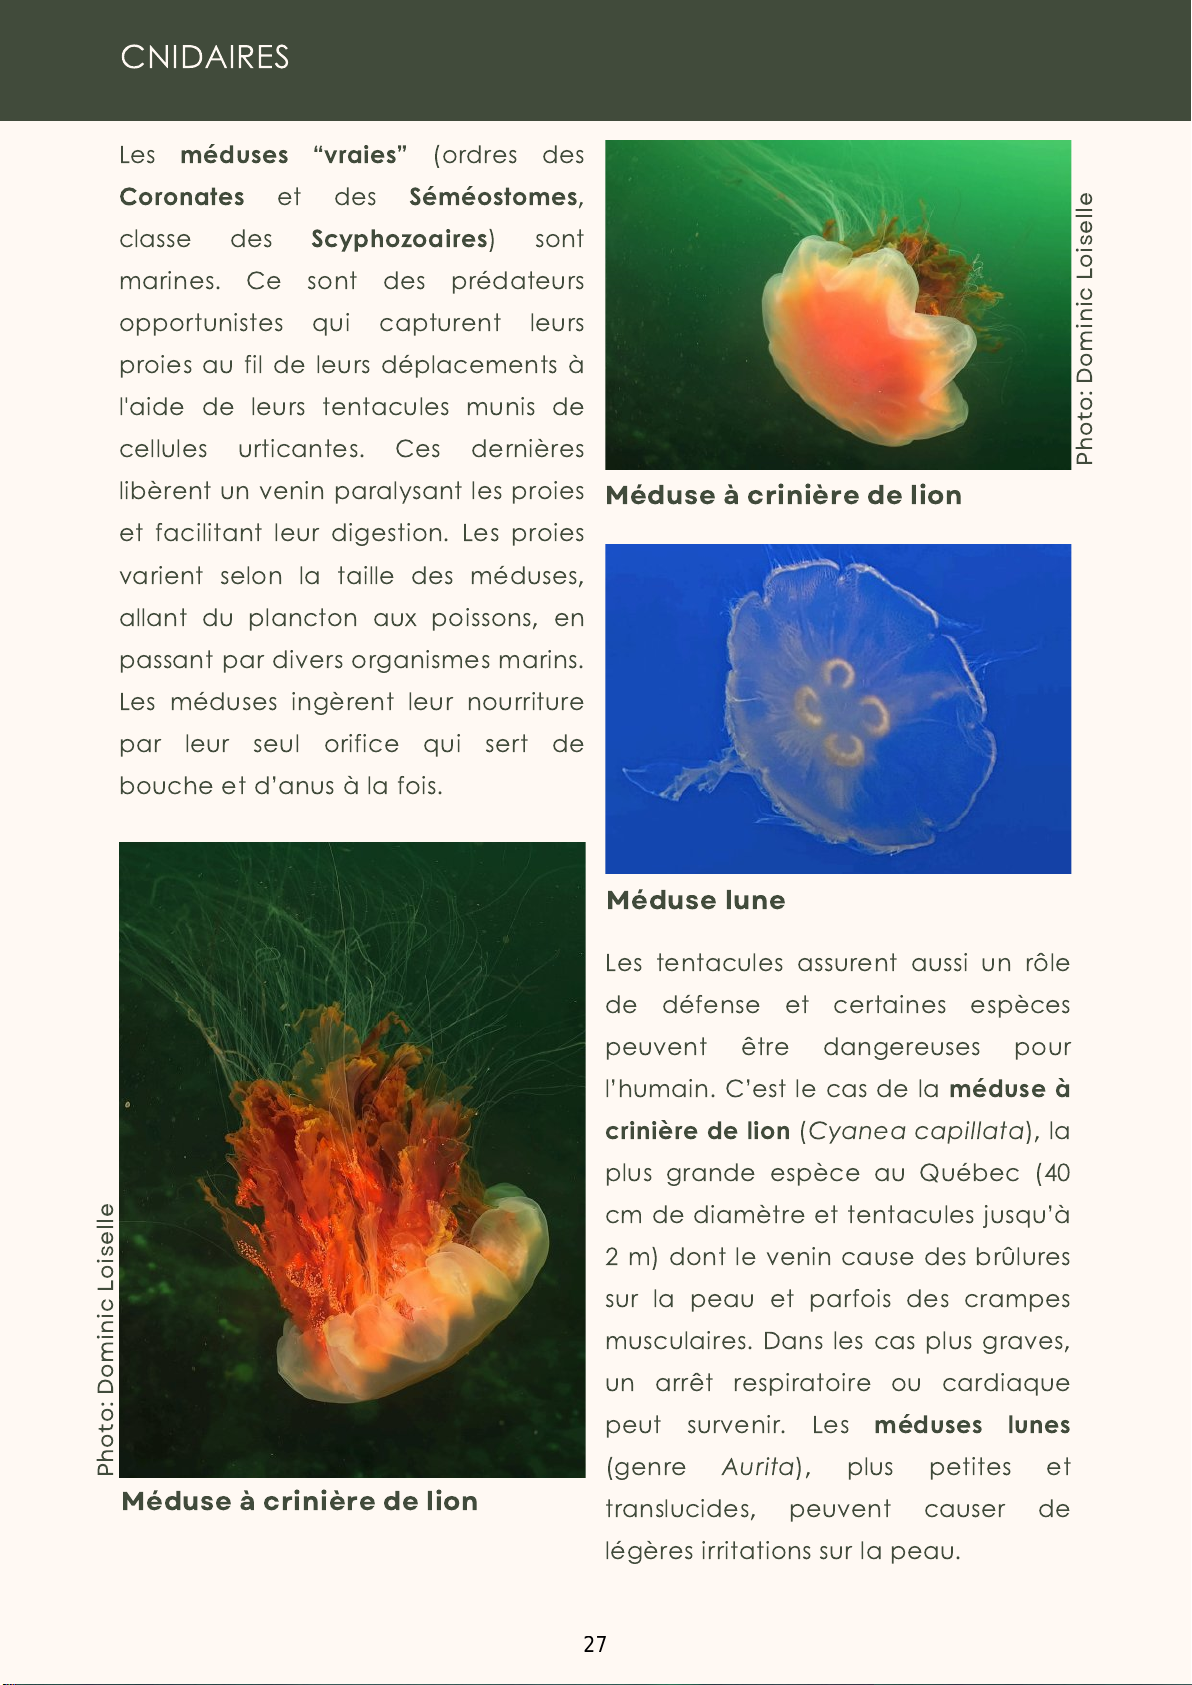 CNIDAIRES
Les méduses “vraies” (ordres des
Coronates et des Séméostomes,
classe des Scyphozoaires) sont
marines. Ce sont des prédateurs
opportunistes qui capturent leurs
proies au fil de leurs déplacements à
l'aide de leurs tentacules munis de
cellules urticantes. Ces dernières
libèrent un venin paralysant les proies
et facilitant leur digestion. Les proies
varient selon la taille des méduses,
allant du plancton aux poissons, en
passant par divers organismes marins.
Les méduses ingèrent leur nourriture
par leur seul orifice qui sert de
bouche et d’anus à la fois.
Photo: Dominic Loiselle
Méduse à crinière de lion
Photo: Dominic Loiselle
Méduse à crinière de lion
Méduse lune
Les tentacules assurent aussi un rôle
de défense et certaines espèces
peuvent être dangereuses pour
l’humain. C’est le cas de la méduse à
crinière de lion (Cyanea capillata), la
plus grande espèce au Québec (40
cm de diamètre et tentacules jusqu’à
2 m) dont le venin cause des brûlures
sur la peau et parfois des crampes
musculaires. Dans les cas plus graves,
un arrêt respiratoire ou cardiaque
peut survenir. Les méduses lunes
(genre Aurita), plus petites et
translucides, peuvent causer de
légères irritations sur la peau.
27